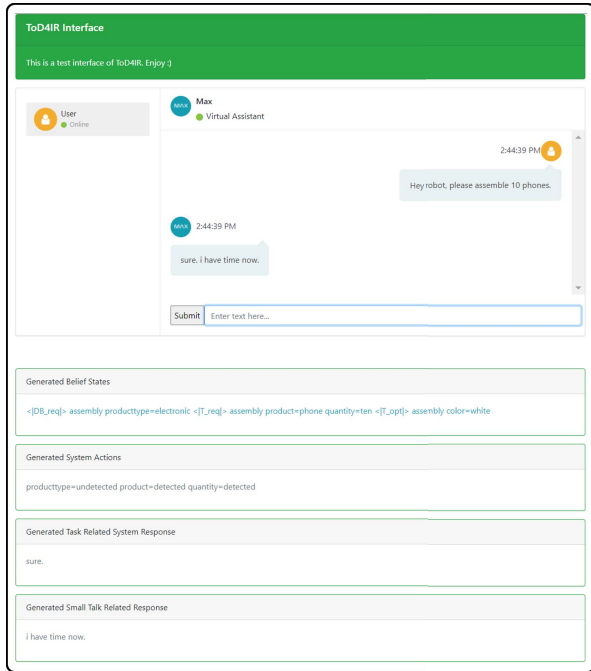 ToD4IR Interface
This is a test interface of ToD4IR. Enjoy :)
User
Online
MAX
Max
Virtual Assistant
2:44:39 PM
Hey robot, please assemble 10 phones.
MAX
2:44:39 PM
sure. i have time now.
Submit
Enter text here...
Generated Belief States
<|DB_req|> assembly producttype=electronic <|T_req|> assembly product=phone quantity=ten <|T_opt|> assembly color=white
Generated System Actions
producttype=undetected product=detected quantity=detected
Generated Task Related System Response
sure.
Generated Small Talk Related Response
i have time now.